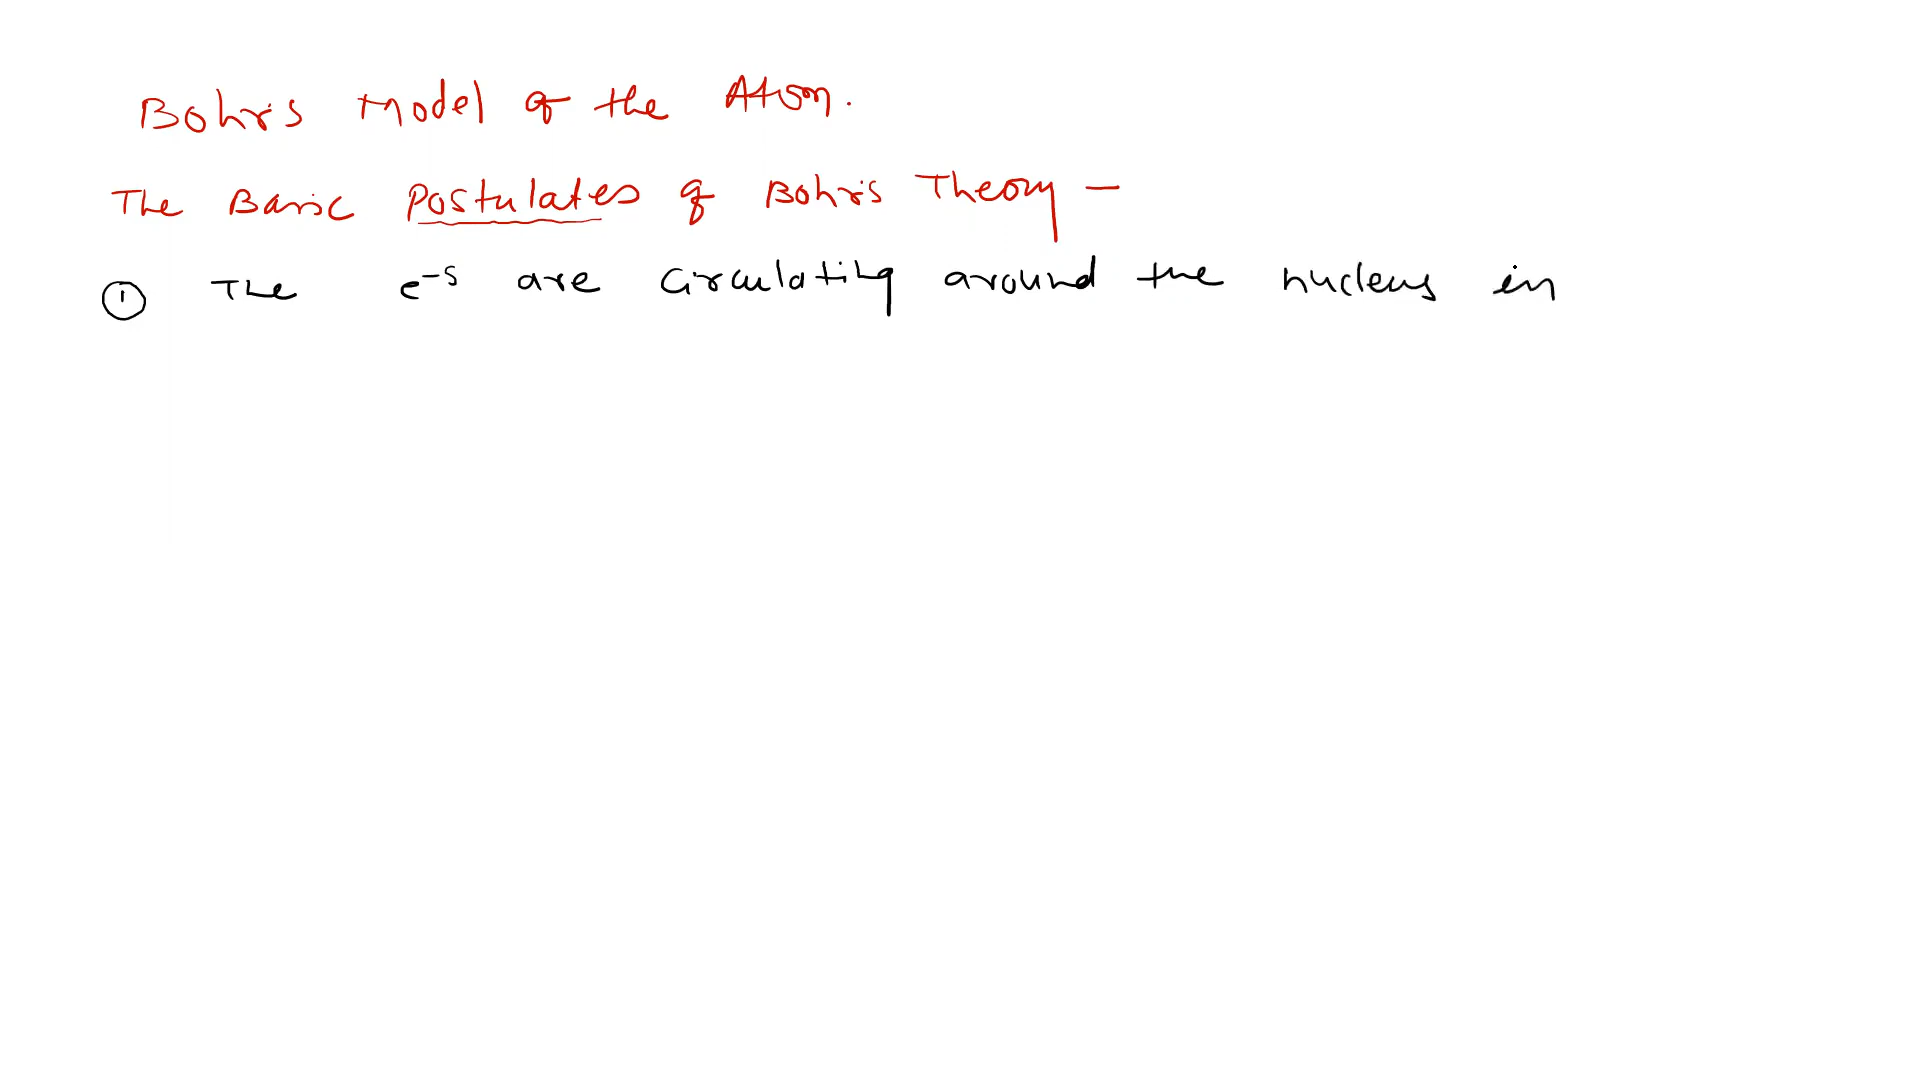 Bohr's Model of the Atom.
The Basic Postulates of Bohr's Theory –
① The e⁻s are circulating around the nucleus in